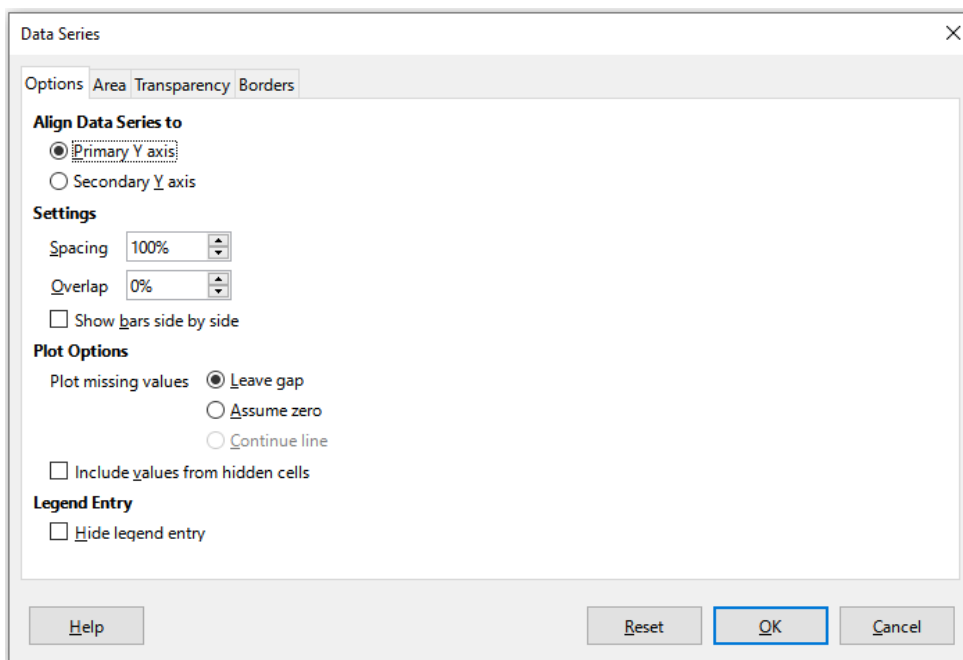 Data Series
Options Area Transparency Borders
Align Data Series to
Primary Y axis
Secondary Y axis
Settings
Spacing 100%
Overlap 0%
Show bars side by side
Plot Options
Plot missing values Leave gap
Assume zero
Continue line
Include values from hidden cells
Legend Entry
Hide legend entry
Help Reset OK Cancel